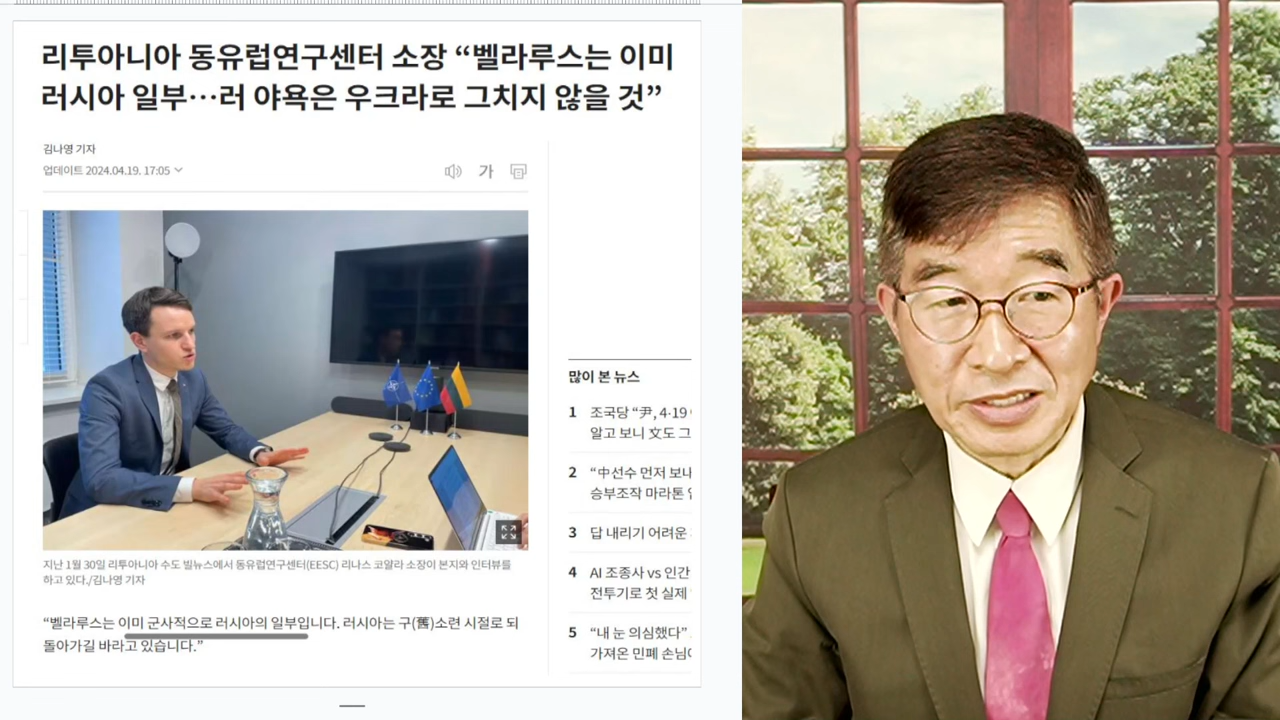 리투아니아 동유럽연구센터 소장 “벨라루스는 이미
러시아 일부…러 야욕은 우크라로 그치지 않을 것”
김나영 기자
업데이트 2024.04.19. 17:05
가
지난 1월 30일 리투아니아 수도 빌뉴스에서 동유럽연구센터(EESC) 리나스 코얄라 소장이 본지와 인터뷰를
하고 있다./김나영 기자
“벨라루스는 이미 군사적으로 러시아의 일부입니다. 러시아는 구(舊)소련 시절로 되
돌아가길 바라고 있습니다.”
많이 본 뉴스
1 조국당 “尹, 4·19
알고 보니 文도 그
2 “中선수 먼저 보내
승부조작 마라톤
3 답 내리기 어려운
4 AI 조종사 vs 인간
전투기로 첫 실제
5 “내 눈 의심했다”
가져온 민폐 손님